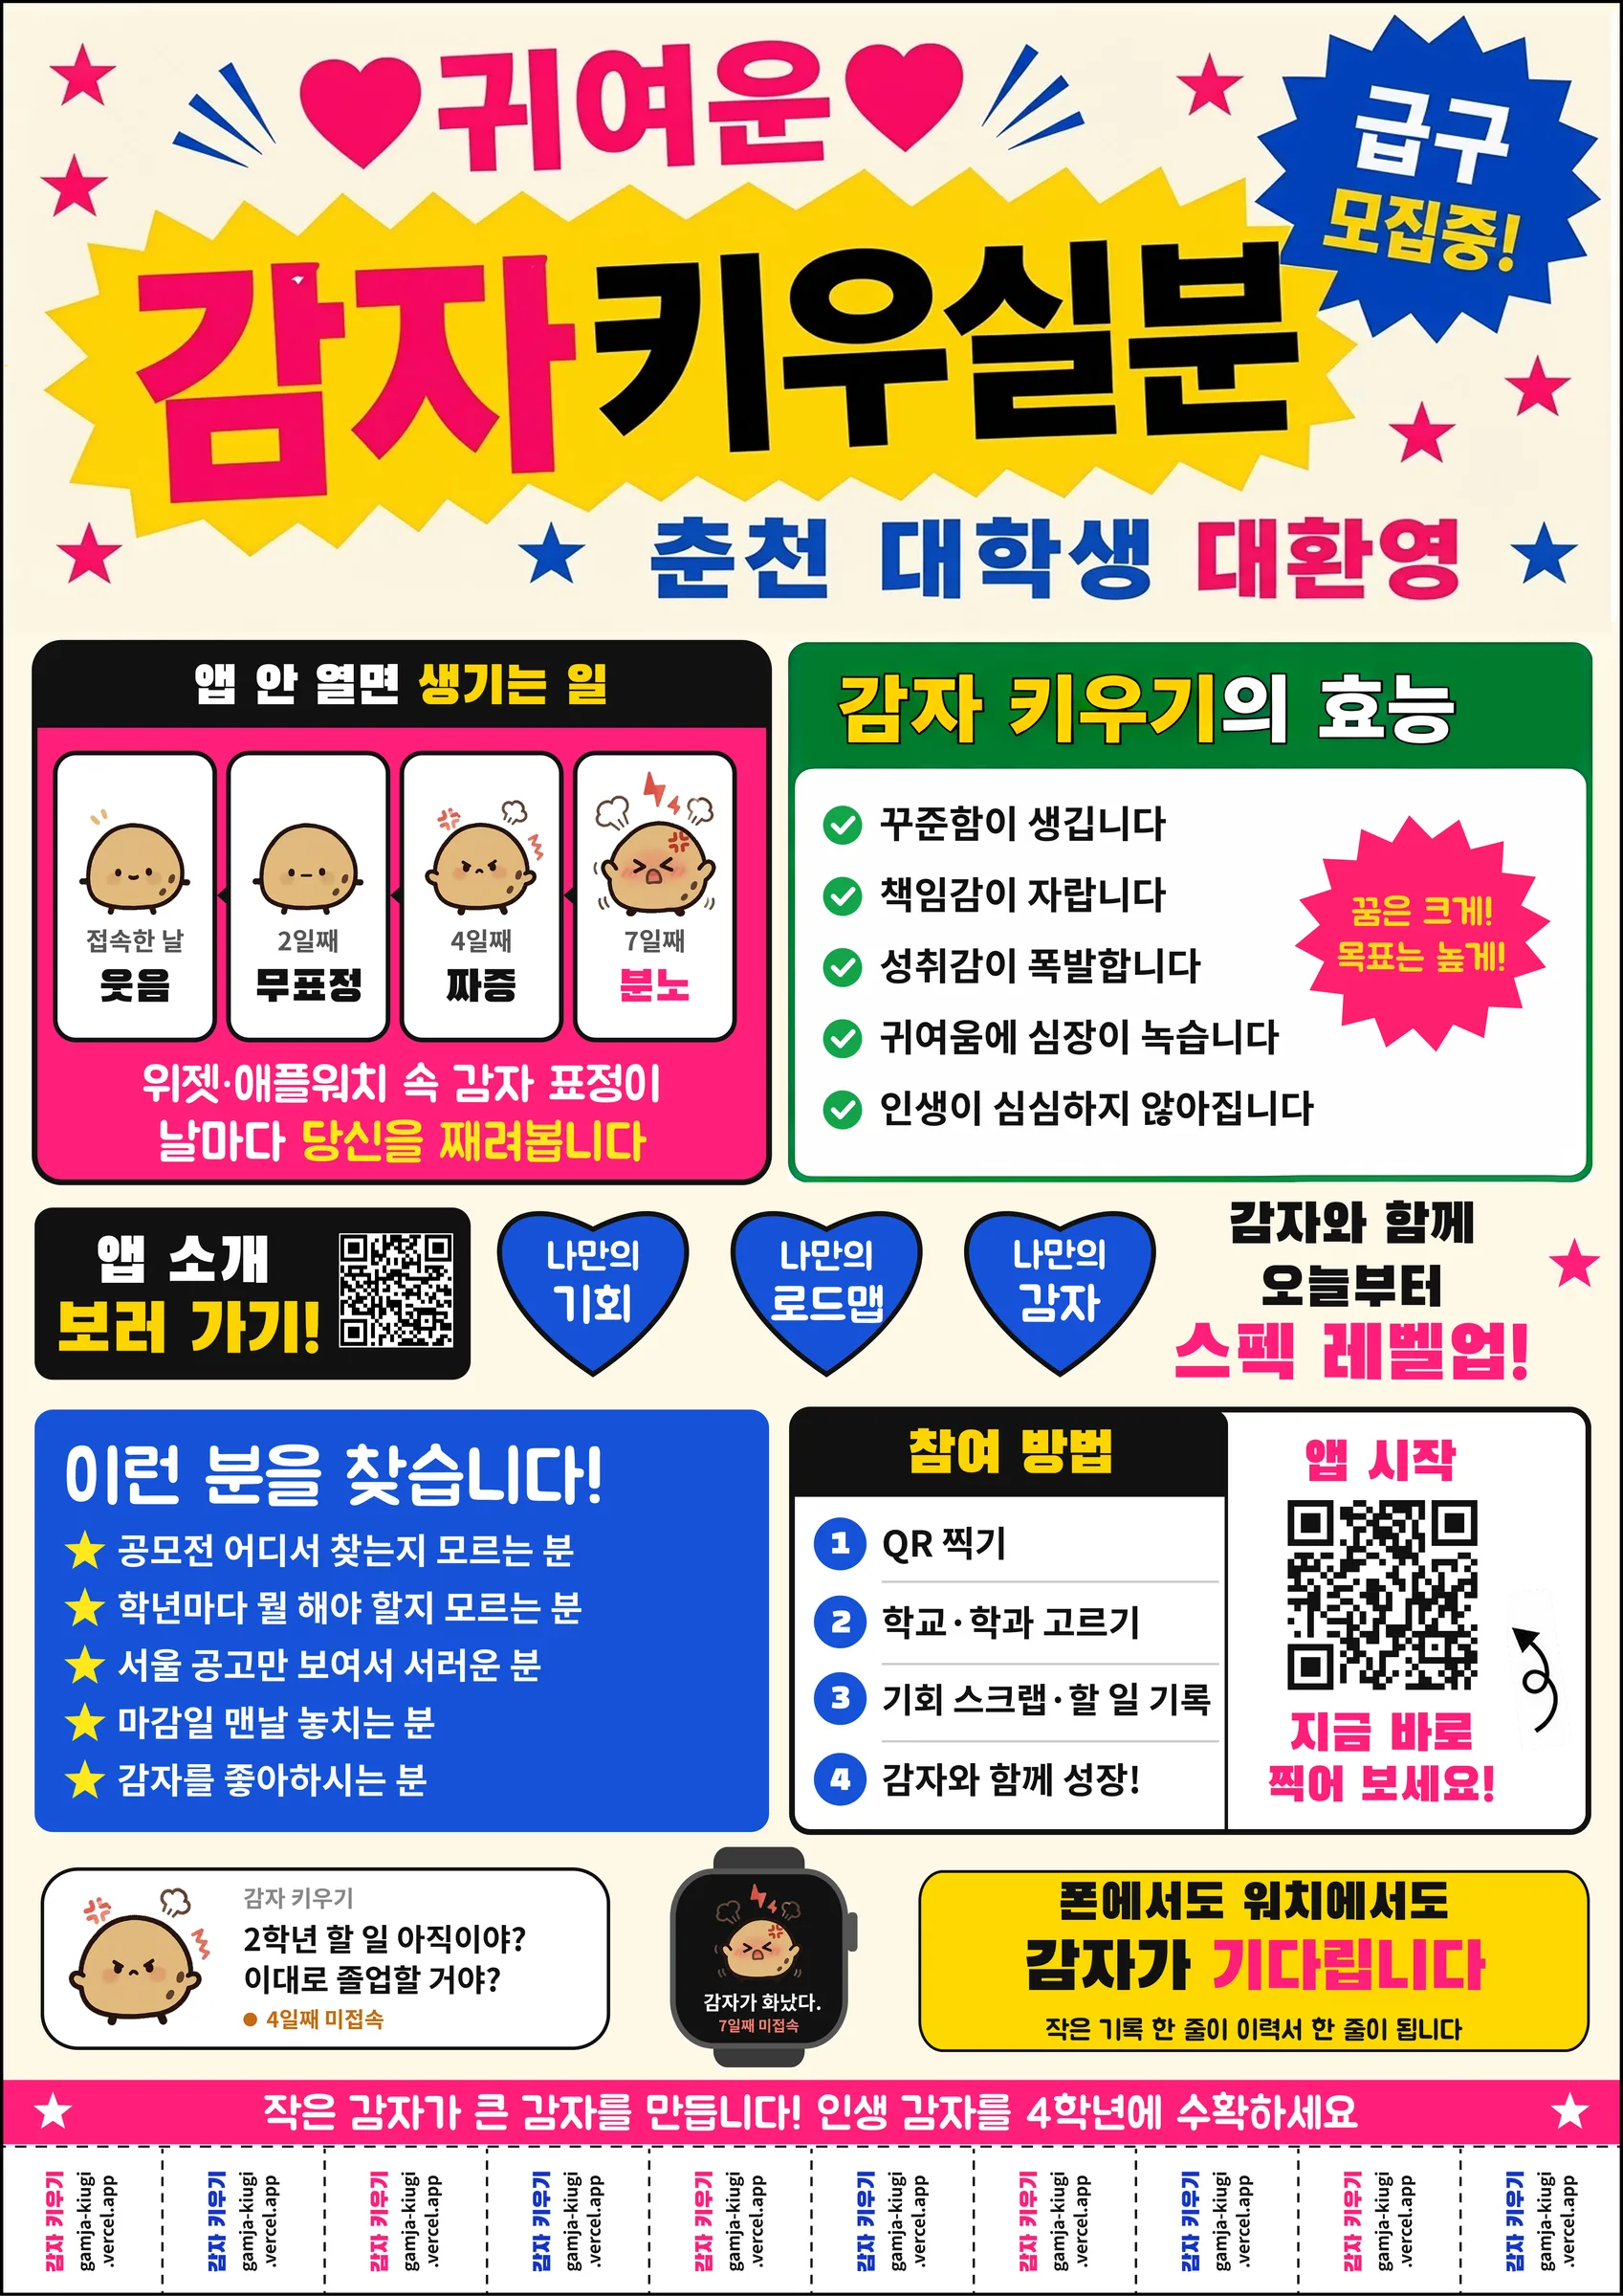 ♥귀여운♥
급구
모집중!
감자키우실분
춘천 대학생 대환영
앱 안 열면 생기는 일
접속한 날
웃음
2일째
무표정
4일째
짜증
7일째
분노
위젯·애플워치 속 감자 표정이
날마다 당신을 째려봅니다
감자 키우기의 효능
꾸준함이 생깁니다
책임감이 자랍니다
성취감이 폭발합니다
귀여움에 심장이 녹습니다
인생이 심심하지 않아집니다
꿈은 크게!
목표는 높게!
앱 소개
보러 가기!
나만의
기회
나만의
로드맵
나만의
감자
감자와 함께
오늘부터
스펙 레벨업!
이런 분을 찾습니다!
공모전 어디서 찾는지 모르는 분
학년마다 뭘 해야 할지 모르는 분
서울 공고만 보여서 서러운 분
마감일 맨날 놓치는 분
감자를 좋아하시는 분
참여 방법
1 QR 찍기
2 학교·학과 고르기
3 기회 스크랩·할 일 기록
4 감자와 함께 성장!
앱 시작
지금 바로
찍어 보세요!
감자 키우기
2학년 할 일 아직이야?
이대로 졸업할 거야?
4일째 미접속
감자가 화났다.
7일째 미접속
폰에서도 워치에서도
감자가 기다립니다
작은 기록 한 줄이 이력서 한 줄이 됩니다
작은 감자가 큰 감자를 만듭니다! 인생 감자를 4학년에 수확하세요
감자 키우기
gamja-kiugi
.vercel.app
감자 키우기
gamja-kiugi
.vercel.app
감자 키우기
gamja-kiugi
.vercel.app
감자 키우기
gamja-kiugi
.vercel.app
감자 키우기
gamja-kiugi
.vercel.app
감자 키우기
gamja-kiugi
.vercel.app
감자 키우기
gamja-kiugi
.vercel.app
감자 키우기
gamja-kiugi
.vercel.app
감자 키우기
gamja-kiugi
.vercel.app
감자 키우기
gamja-kiugi
.vercel.app